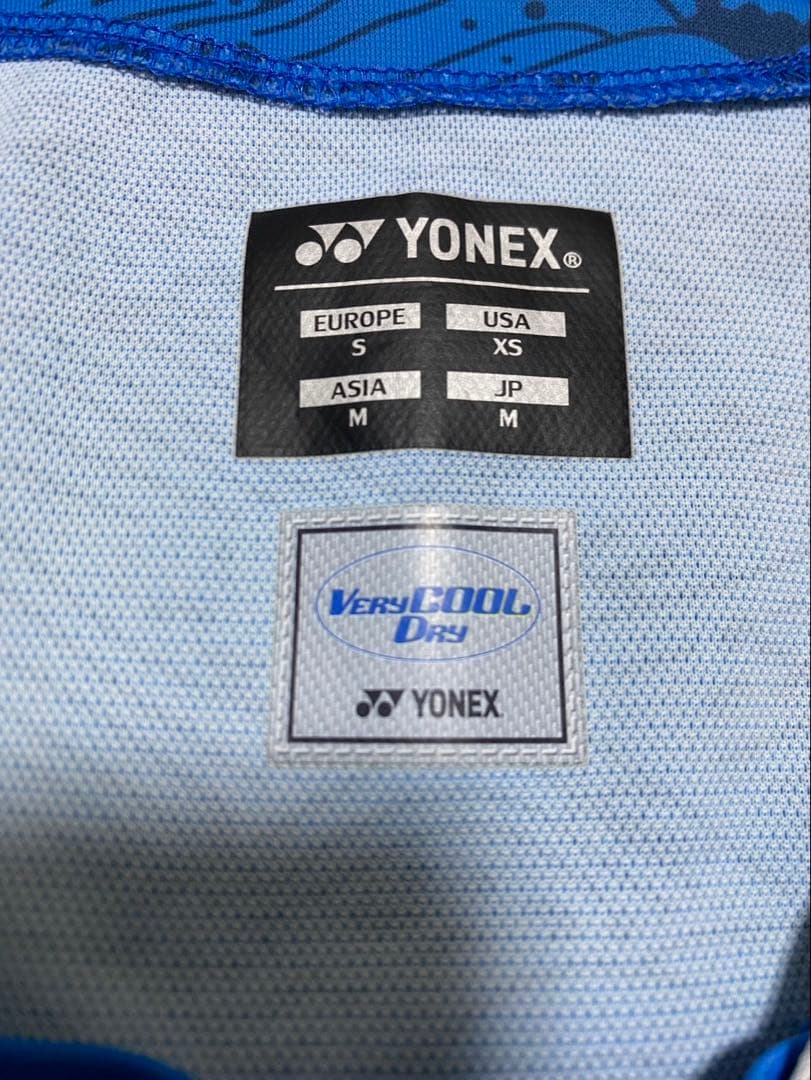 YONEX®
EUROPE USA
S XS
ASIA JP
M M
VERYCOOL
DRY
YONEX